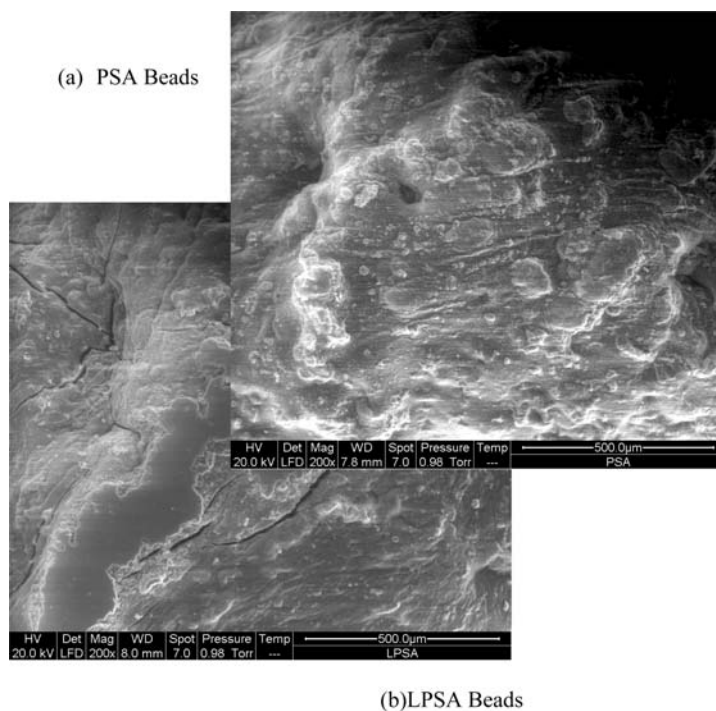 (a) PSA Beads
HV Det Mag WD Spot Pressure Temp 500.0µm
20.0 kV LFD 200x 7.8 mm 7.0 0.98 Torr --- PSA
HV Det Mag WD Spot Pressure Temp 500.0µm
20.0 kV LFD 200x 8.0 mm 7.0 0.98 Torr --- LPSA
(b)LPSA Beads